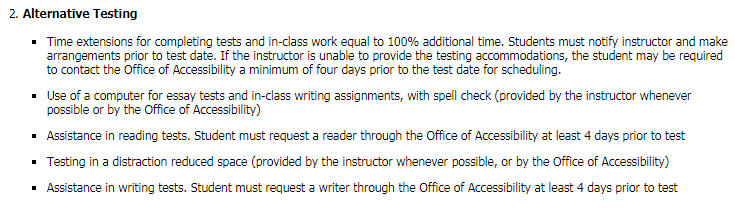 2. Alternative Testing
▪ Time extensions for completing tests and in-class work equal to 100% additional time. Students must notify instructor and make
arrangements prior to test date. If the instructor is unable to provide the testing accommodations, the student may be required
to contact the Office of Accessibility a minimum of four days prior to the test date for scheduling.
▪ Use of a computer for essay tests and in-class writing assignments, with spell check (provided by the instructor whenever
possible or by the Office of Accessibility)
▪ Assistance in reading tests. Student must request a reader through the Office of Accessibility at least 4 days prior to test
▪ Testing in a distraction reduced space (provided by the instructor whenever possible, or by the Office of Accessibility)
▪ Assistance in writing tests. Student must request a writer through the Office of Accessibility at least 4 days prior to test